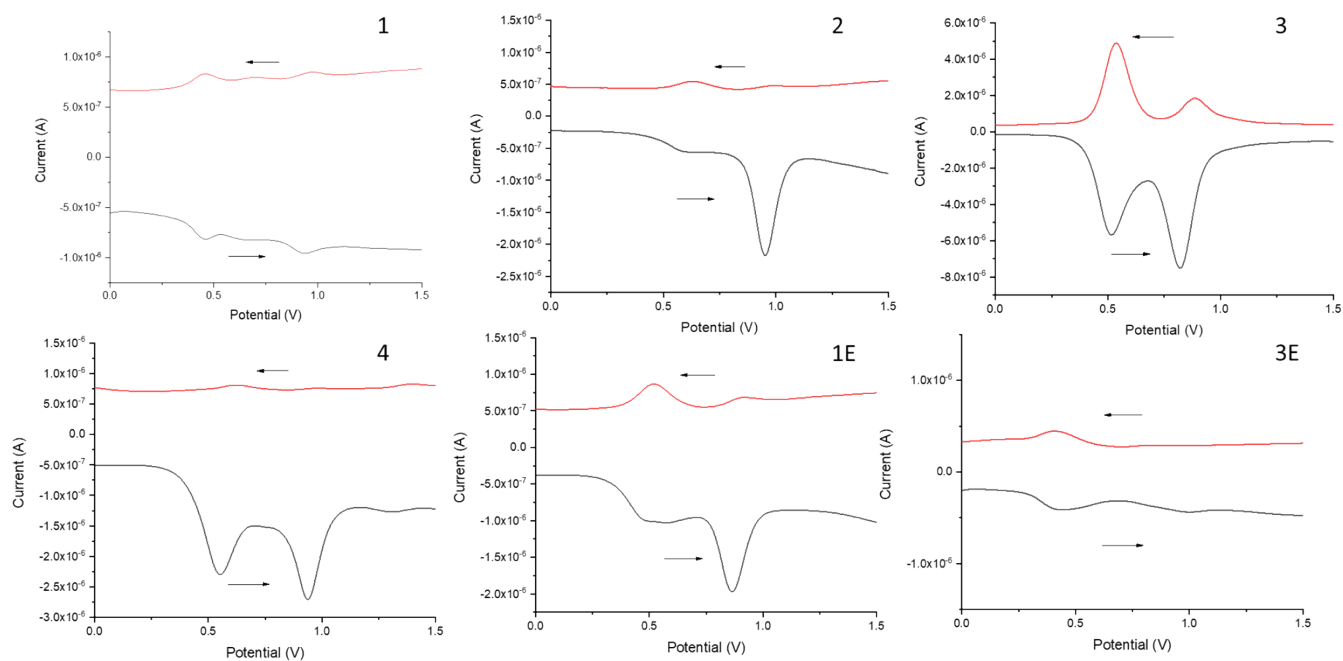 1
1.0x10⁻⁶
5.0x10⁻⁷
0.0
-5.0x10⁻⁷
-1.0x10⁻⁶
Current (A)
0.0 0.5 1.0 1.5
Potential (V)
2
1.5x10⁻⁶
1.0x10⁻⁶
5.0x10⁻⁷
0.0
-5.0x10⁻⁷
-1.0x10⁻⁶
-1.5x10⁻⁶
-2.0x10⁻⁶
-2.5x10⁻⁶
Current (A)
0.0 0.5 1.0 1.5
Potential (V)
3
6.0x10⁻⁶
4.0x10⁻⁶
2.0x10⁻⁶
0.0
-2.0x10⁻⁶
-4.0x10⁻⁶
-6.0x10⁻⁶
-8.0x10⁻⁶
Current (A)
0.0 0.5 1.0 1.5
Potential (V)
4
1.5x10⁻⁶
1.0x10⁻⁶
5.0x10⁻⁷
0.0
-5.0x10⁻⁷
-1.0x10⁻⁶
-1.5x10⁻⁶
-2.0x10⁻⁶
-2.5x10⁻⁶
-3.0x10⁻⁶
Current (A)
0.0 0.5 1.0 1.5
Potential (V)
1E
1.5x10⁻⁶
1.0x10⁻⁶
5.0x10⁻⁷
0.0
-5.0x10⁻⁷
-1.0x10⁻⁶
-1.5x10⁻⁶
-2.0x10⁻⁶
Current (A)
0.0 0.5 1.0 1.5
Potential (V)
3E
1.0x10⁻⁶
0.0
-1.0x10⁻⁶
Current (A)
0.0 0.5 1.0 1.5
Potential (V)